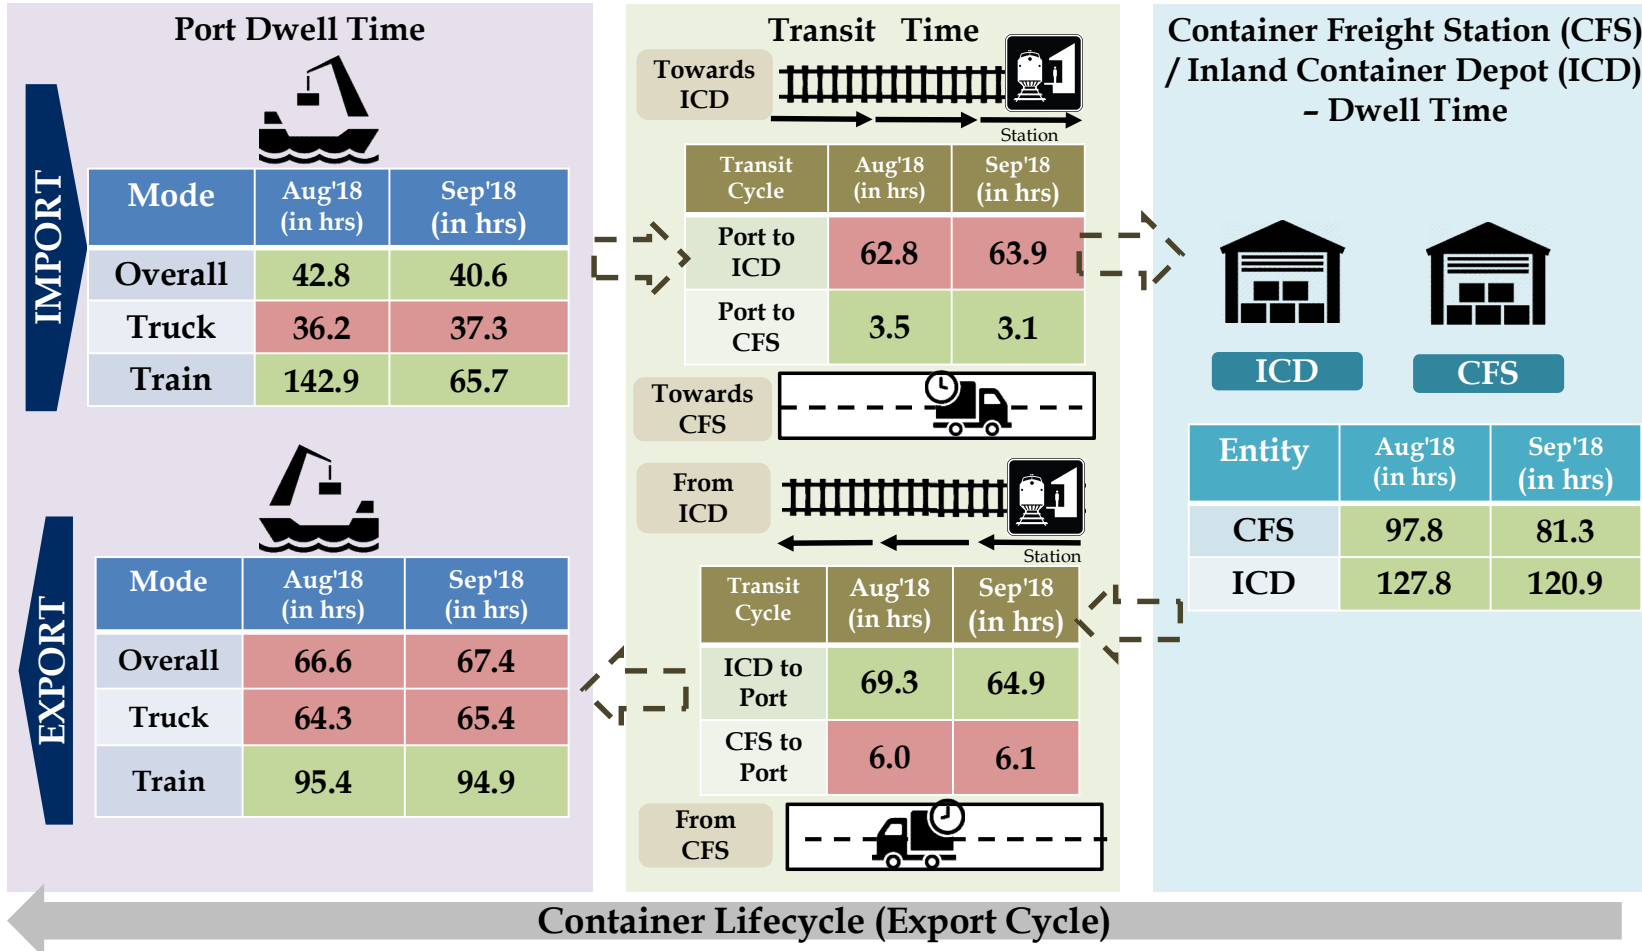 Port Dwell Time
IMPORT
Mode Aug'18 (in hrs) Sep'18 (in hrs)
Overall 42.8 40.6
Truck 36.2 37.3
Train 142.9 65.7
EXPORT
Mode Aug'18 (in hrs) Sep'18 (in hrs)
Overall 66.6 67.4
Truck 64.3 65.4
Train 95.4 94.9
Transit Time
Towards
ICD
Station
Transit Cycle Aug'18 (in hrs) Sep'18 (in hrs)
Port to ICD 62.8 63.9
Port to CFS 3.5 3.1
Towards
CFS
From
ICD
Station
Transit Cycle Aug'18 (in hrs) Sep'18 (in hrs)
ICD to Port 69.3 64.9
CFS to Port 6.0 6.1
From
CFS
Container Freight Station (CFS)
/ Inland Container Depot (ICD)
– Dwell Time
ICD
CFS
Entity Aug'18 (in hrs) Sep'18 (in hrs)
CFS 97.8 81.3
ICD 127.8 120.9
Container Lifecycle (Export Cycle)